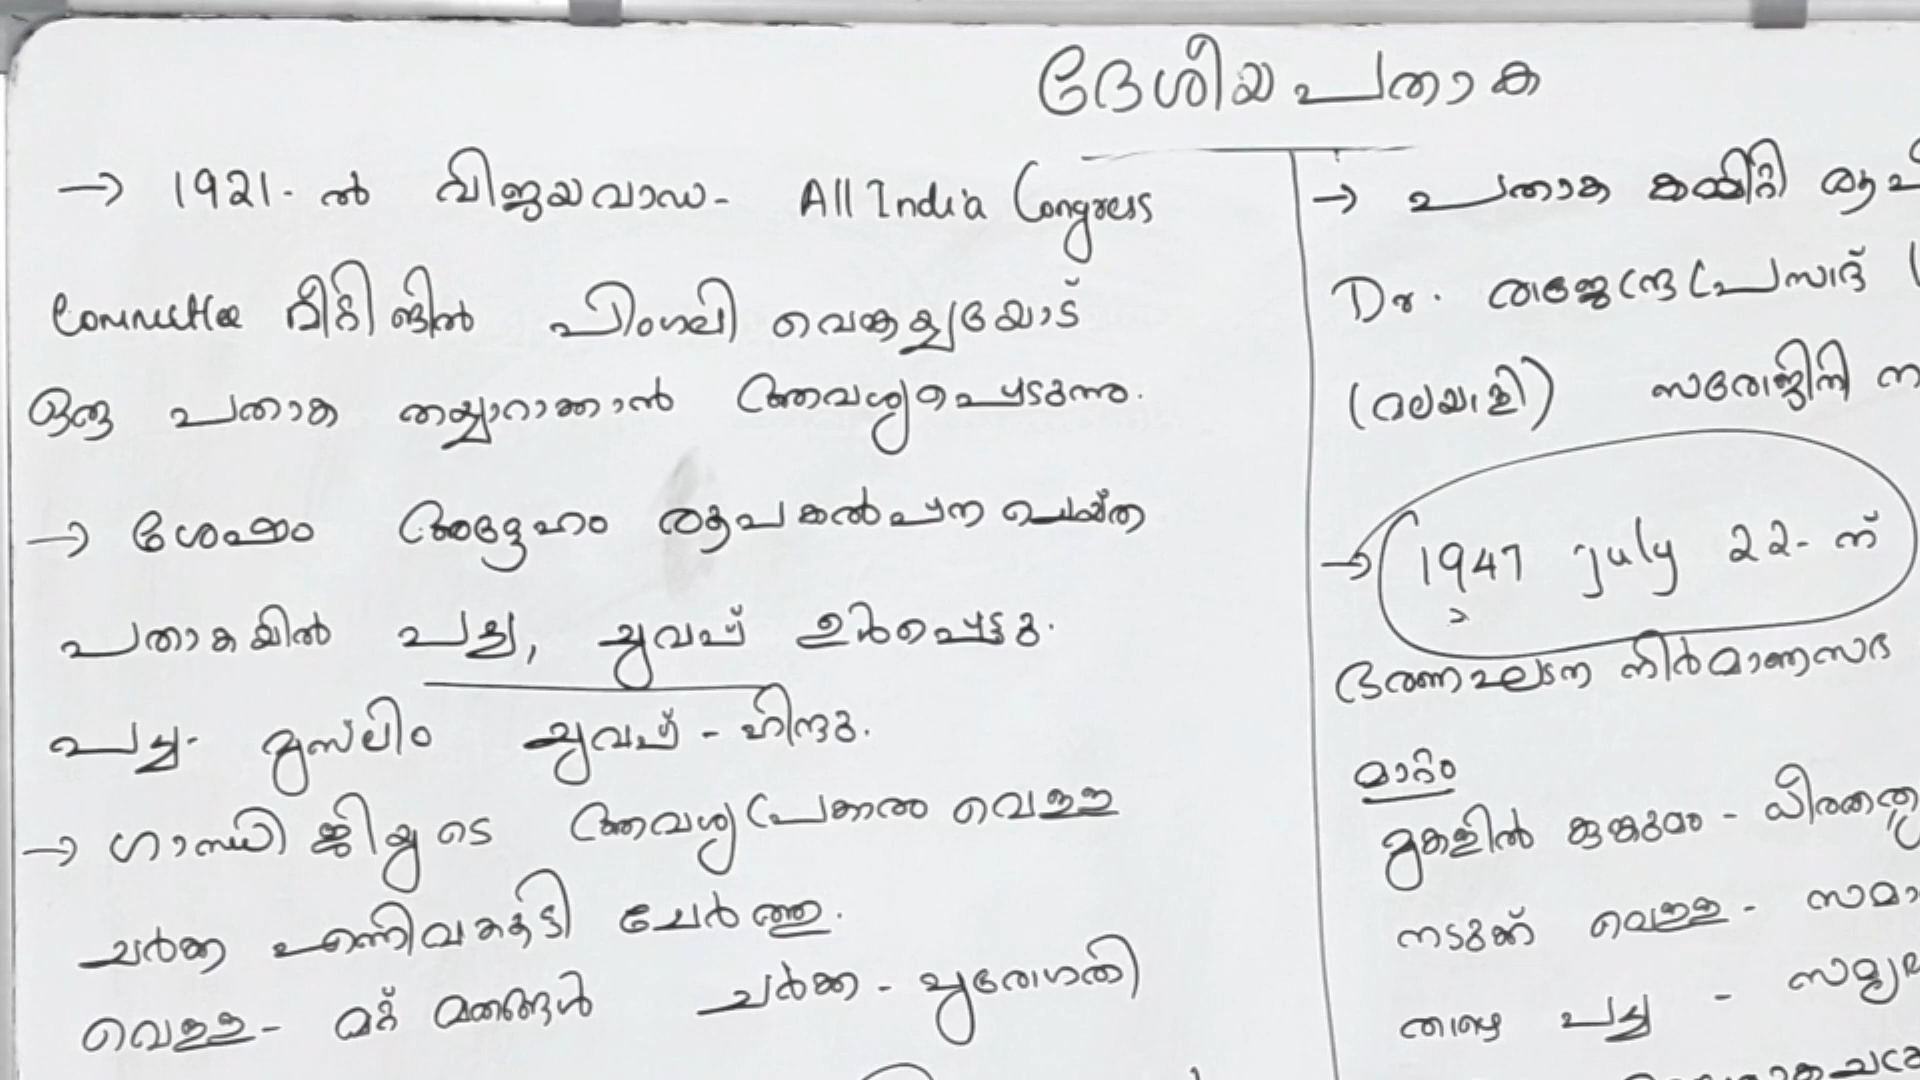 ദേശീയ പതാക
→ 1921-ൽ വിജയവാഡ- All India Congress
Committee മീറ്റിങ്ങിൽ പിംഗലി വെങ്കയ്യയോട്
ഒരു പതാക തയ്യാറാക്കാൻ ആവശ്യപ്പെടുന്നു.
→ ശേഷം അദ്ദേഹം രൂപകൽപ്പന ചെയ്ത
പതാകയിൽ പച്ച, ചുവപ്പ് ഉൾപ്പെട്ടു.
പച്ച- മുസ്ലിം ചുവപ്പ് - ഹിന്ദു.
→ ഗാന്ധിജിയുടെ ആവശ്യപ്രകാരം വെള്ള
ചർക്ക എന്നിവകൂടി ചേർത്തു.
വെള്ള - മറ്റ് മതങ്ങൾ ചർക്ക - പുരോഗതി
→ പതാക കമ്മിറ്റി
Dr. രാജേന്ദ്രപ്രസാദ് (
(മലയാളി) സരോജിനി
→ 1947 july 22-ന്
ഭരണഘടന നിർമാണസഭ
മാറ്റം
മുകളിൽ കുങ്കുമം -
നടുക്ക് വെള്ള -
താഴെ പച്ച -